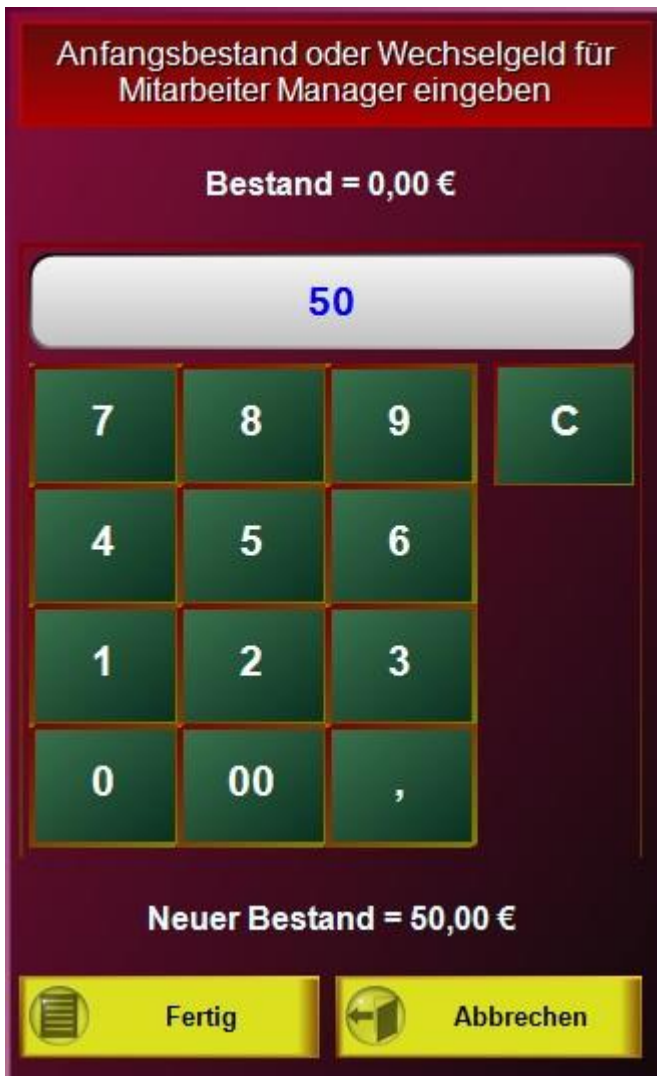 Anfangsbestand oder Wechselgeld für
Mitarbeiter Manager eingeben
Bestand = 0,00 €
50
7 8 9 C
4 5 6
1 2 3
0 00 ,
Neuer Bestand = 50,00 €
Fertig Abbrechen